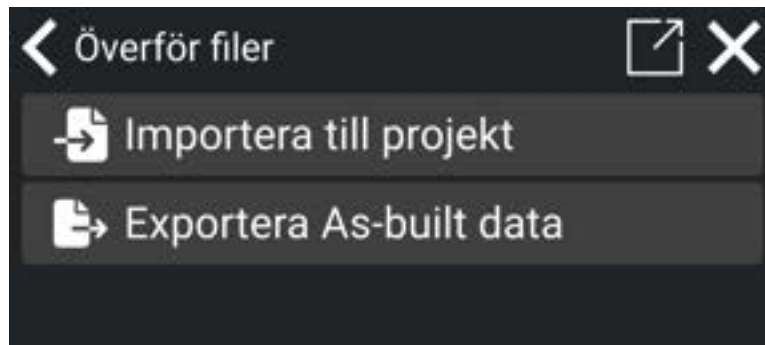 Överför filer
Importera till projekt
Exportera As-built data